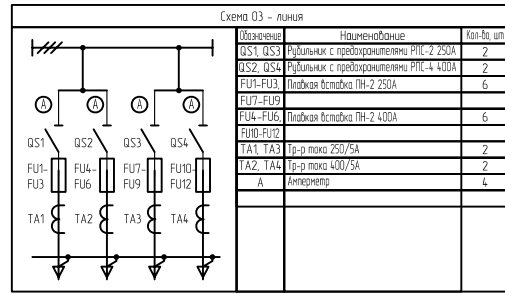 Схема 03 - линия
Обозначение Наименование Кол-во, шт
QS1, QS3 Рубильник с предохранителями РПС-2 250А 2
QS2, QS4 Рубильник с предохранителями РПС-4 400А 2
FU1-FU3, Плавкая вставка ПН-2 250А 6
FU7-FU9
FU4-FU6, Плавкая вставка ПН-2 400А 6
FU10-FU12
TA1, TA3 Тр-р тока 250/5А 2
TA2, TA4 Тр-р тока 400/5А 2
A Амперметр 4
A A A A
QS1 QS2 QS3 QS4
FU1- FU4- FU7- FU10-
FU3 FU6 FU9 FU12
TA1 TA2 TA3 TA4